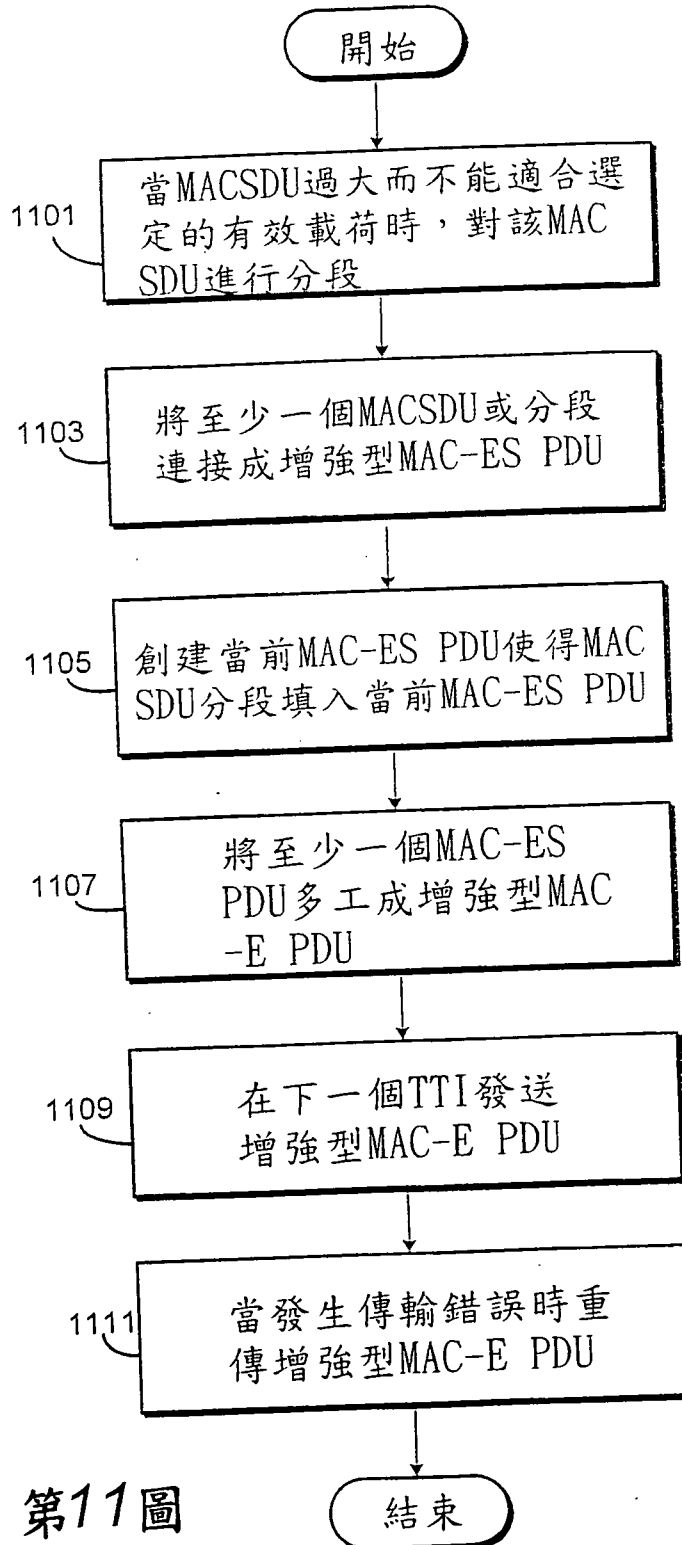 開始
1101
當MACSDU過大而不能適合選
定的有效載荷時,對該MAC
SDU進行分段
1103
將至少一個MACSDU或分段
連接成增強型MAC-ES PDU
1105
創建當前MAC-ES PDU使得MAC
SDU分段填入當前MAC-ES PDU
1107
將至少一個MAC-ES
PDU多工成增強型MAC
-E PDU
1109
在下一個TTI發送
增強型MAC-E PDU
1111
當發生傳輸錯誤時重
傳增強型MAC-E PDU
結束
第11圖